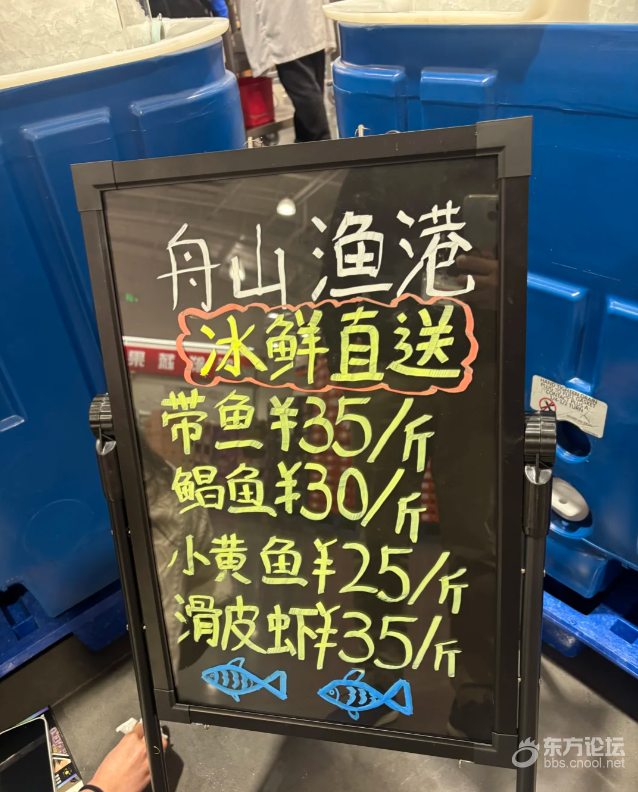 舟山渔港
冰鲜直送
带鱼¥35/斤
鲳鱼¥30/斤
小黄鱼¥25/斤
滑皮虾¥35/斤
东方论坛
bbs.cnool.net